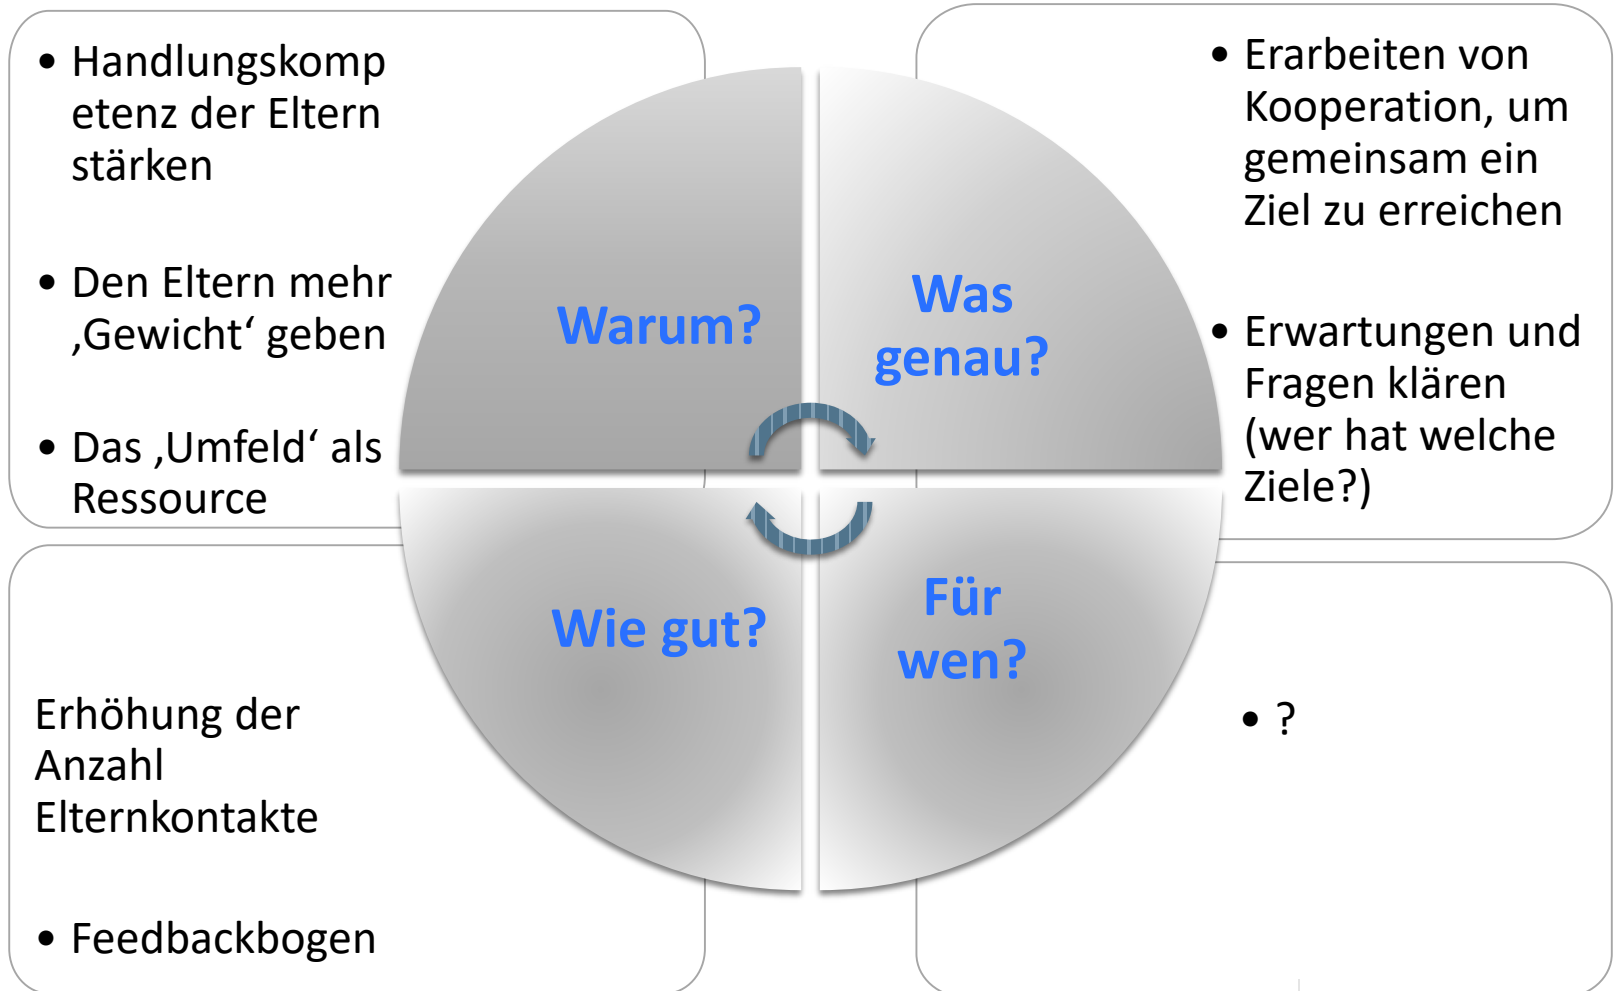 • Handlungskomp
etenz der Eltern
stärken
• Den Eltern mehr
‚Gewicht‘ geben
• Das ‚Umfeld‘ als
Ressource
Warum?
Was
genau?
• Erarbeiten von
Kooperation, um
gemeinsam ein
Ziel zu erreichen
• Erwartungen und
Fragen klären
(wer hat welche
Ziele?)
Erhöhung der
Anzahl
Elternkontakte
• Feedbackbogen
Wie gut?
Für
wen?
• ?